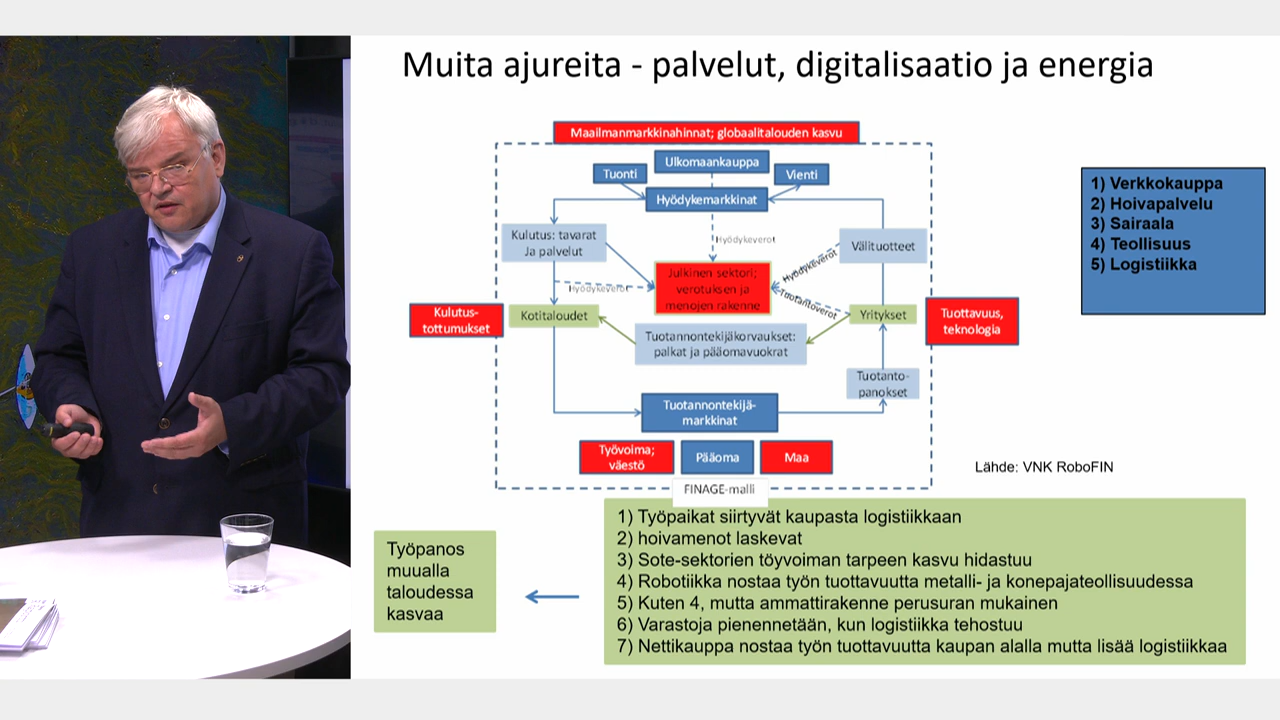 Muita ajureita - palvelut, digitalisaatio ja energia
Maailmanmarkkinahinnat; globaalitalouden kasvu
Ulkomaankauppa
Tuonti
Vienti
Hyödykemarkkinat
Kulutus: tavarat
Ja palvelut
Hyödykeverot
Hyödykeverot
Välituotteet
Julkinen sektori;
verotuksen ja
menojen rakenne
Hyödykeverot
Tuotantoverot
Kulutus-
tottumukset
Kotitaloudet
Yritykset
Tuottavuus,
teknologia
Tuotannontekijäkorvaukset:
palkat ja pääomavuokrat
Tuotanto-
panokset
Tuotannontekijä-
markkinat
Työvoima;
väestö
Pääoma
Maa
FINAGE-malli
1) Verkkokauppa
2) Hoivapalvelu
3) Sairaala
4) Teollisuus
5) Logistiikka
Lähde: VNK RoboFIN
Työpanos
muualla
taloudessa
kasvaa
1) Työpaikat siirtyvät kaupasta logistiikkaan
2) hoivamenot laskevat
3) Sote-sektorien töyvoiman tarpeen kasvu hidastuu
4) Robotiikka nostaa työn tuottavuutta metalli- ja konepajateollisuudessa
5) Kuten 4, mutta ammattirakenne perusuran mukainen
6) Varastoja pienennetään, kun logistiikka tehostuu
7) Nettikauppa nostaa työn tuottavuutta kaupan alalla mutta lisää logistiikkaa